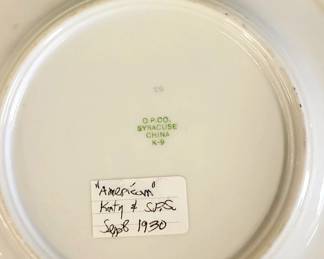 O.P.CO.
SYRACUSE
CHINA
K-9
"American"
Katy & S.F.S.
Sept 1930